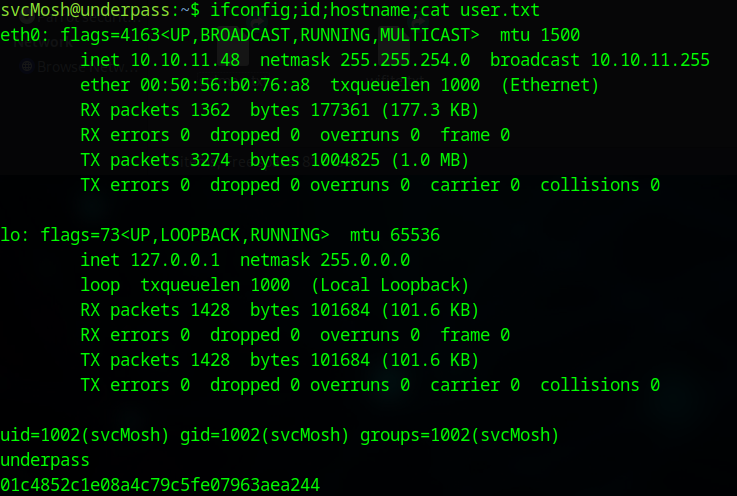 svcMosh@underpass:~$ ifconfig;id;hostname;cat user.txt
eth0: flags=4163<UP,BROADCAST,RUNNING,MULTICAST>  mtu 1500
        inet 10.10.11.48  netmask 255.255.254.0  broadcast 10.10.11.255
        ether 00:50:56:b0:76:a8  txqueuelen 1000  (Ethernet)
        RX packets 1362  bytes 177361 (177.3 KB)
        RX errors 0  dropped 0  overruns 0  frame 0
        TX packets 3274  bytes 1004825 (1.0 MB)
        TX errors 0  dropped 0 overruns 0  carrier 0  collisions 0

lo: flags=73<UP,LOOPBACK,RUNNING>  mtu 65536
        inet 127.0.0.1  netmask 255.0.0.0
        loop  txqueuelen 1000  (Local Loopback)
        RX packets 1428  bytes 101684 (101.6 KB)
        RX errors 0  dropped 0  overruns 0  frame 0
        TX packets 1428  bytes 101684 (101.6 KB)
        TX errors 0  dropped 0 overruns 0  carrier 0  collisions 0

uid=1002(svcMosh) gid=1002(svcMosh) groups=1002(svcMosh)
underpass
01c4852c1e08a4c79c5fe07963aea244